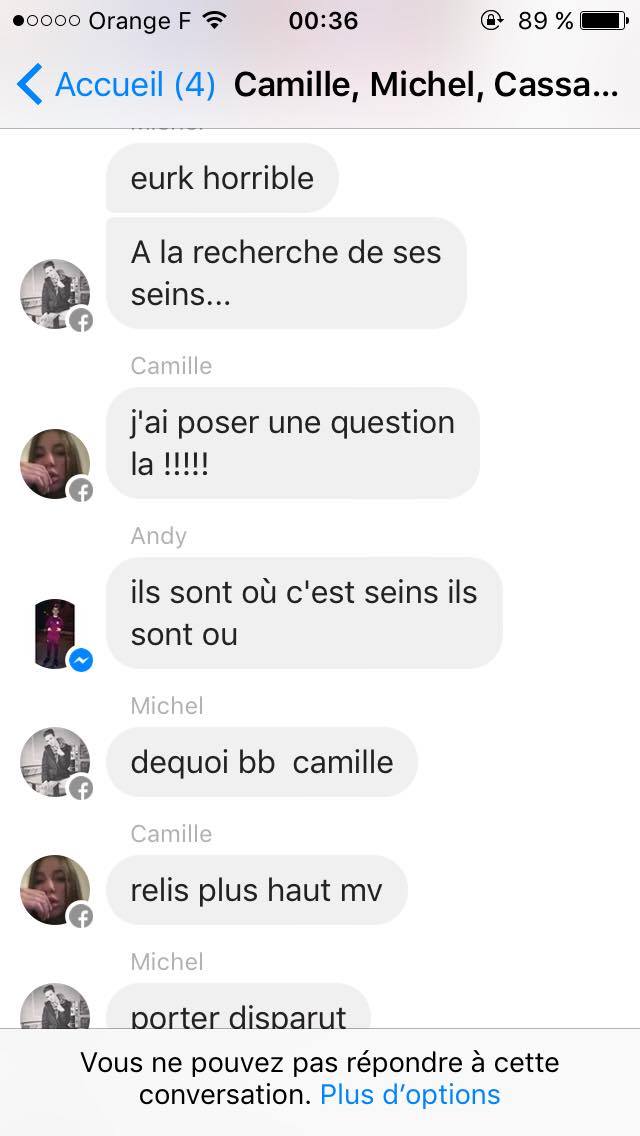 Orange F 00:36 89 %
Accueil (4) Camille, Michel, Cassa...
Michel
eurk horrible
A la recherche de ses
seins...
Camille
j'ai poser une question
la !!!!!
Andy
ils sont où c'est seins ils
sont ou
Michel
dequoi bb  camille
Camille
relis plus haut mv
Michel
porter disparut
Vous ne pouvez pas répondre à cette
conversation. Plus d’options